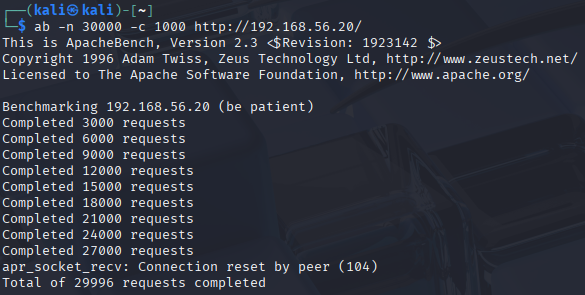 ┌──(kali㉿kali)-[~]
└─$ ab -n 30000 -c 1000 http://192.168.56.20/
This is ApacheBench, Version 2.3 <$Revision: 1923142 $>
Copyright 1996 Adam Twiss, Zeus Technology Ltd, http://www.zeustech.net/
Licensed to The Apache Software Foundation, http://www.apache.org/

Benchmarking 192.168.56.20 (be patient)
Completed 3000 requests
Completed 6000 requests
Completed 9000 requests
Completed 12000 requests
Completed 15000 requests
Completed 18000 requests
Completed 21000 requests
Completed 24000 requests
Completed 27000 requests
apr_socket_recv: Connection reset by peer (104)
Total of 29996 requests completed